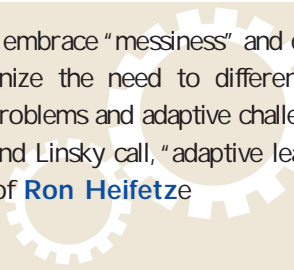 embrace “messiness” and
nize the need to differen
roblems and adaptive challe
nd Linsky call, “adaptive lea
of Ron Heifetze